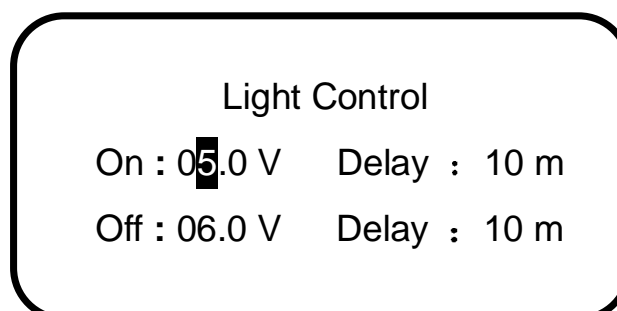 Light Control
On : 05.0 V Delay ： 10 m
Off : 06.0 V Delay ： 10 m